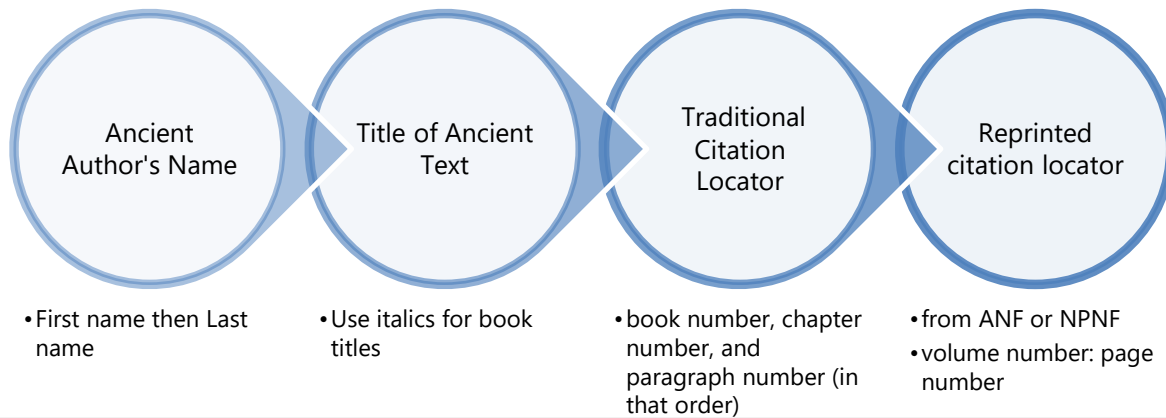 Ancient
Author's Name
Title of Ancient
Text
Traditional
Citation
Locator
Reprinted
citation locator
•First name then Last
name
•Use italics for book
titles
•book number, chapter
number, and
paragraph number (in
that order)
•from ANF or NPNF
•volume number: page
number